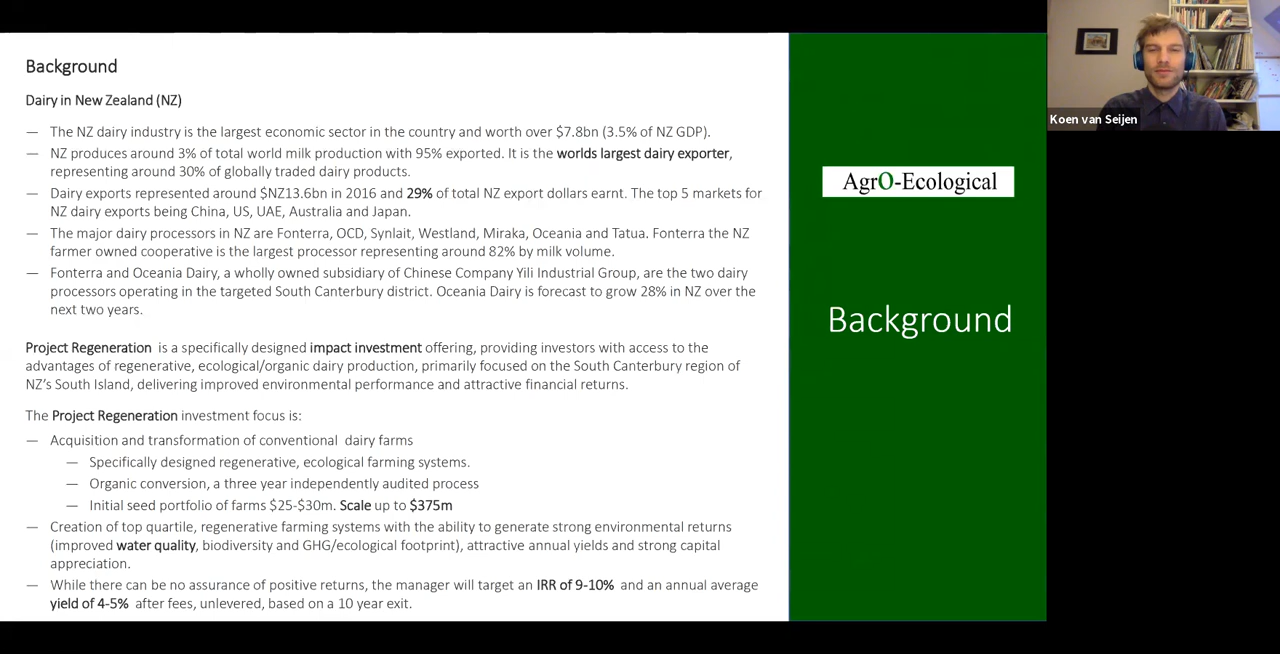 Background
Dairy in New Zealand (NZ)
— The NZ dairy industry is the largest economic sector in the country and worth over $7.8bn (3.5% of NZ GDP).
— NZ produces around 3% of total world milk production with 95% exported. It is the worlds largest dairy exporter,
representing around 30% of globally traded dairy products.
— Dairy exports represented around $NZ13.6bn in 2016 and 29% of total NZ export dollars earnt. The top 5 markets for
NZ dairy exports being China, US, UAE, Australia and Japan.
— The major dairy processors in NZ are Fonterra, OCD, Synlait, Westland, Miraka, Oceania and Tatua. Fonterra the NZ
farmer owned cooperative is the largest processor representing around 82% by milk volume.
— Fonterra and Oceania Dairy, a wholly owned subsidiary of Chinese Company Yili Industrial Group, are the two dairy
processors operating in the targeted South Canterbury district. Oceania Dairy is forecast to grow 28% in NZ over the
next two years.
Project Regeneration is a specifically designed impact investment offering, providing investors with access to the
advantages of regenerative, ecological/organic dairy production, primarily focused on the South Canterbury region of
NZ's South Island, delivering improved environmental performance and attractive financial returns.
The Project Regeneration investment focus is:
— Acquisition and transformation of conventional dairy farms
— Specifically designed regenerative, ecological farming systems.
— Organic conversion, a three year independently audited process
— Initial seed portfolio of farms $25-$30m. Scale up to $375m
— Creation of top quartile, regenerative farming systems with the ability to generate strong environmental returns
(improved water quality, biodiversity and GHG/ecological footprint), attractive annual yields and strong capital
appreciation.
— While there can be no assurance of positive returns, the manager will target an IRR of 9-10% and an annual average
yield of 4-5% after fees, unlevered, based on a 10 year exit.
AgrO-Ecological
Background
Koen van Seijen